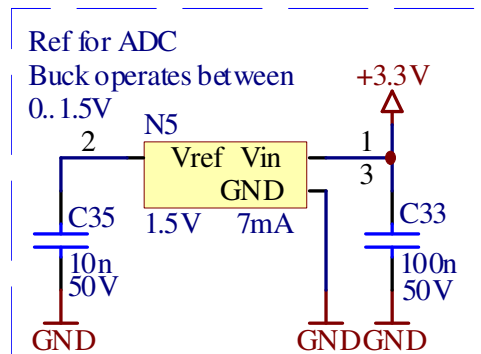 Ref for ADC
Buck operates between
0..1.5V
+3.3V
N5
2
1
Vref Vin
3
GND
C35
1.5V 7mA
C33
10n
100n
50V
50V
GND
GND
GND